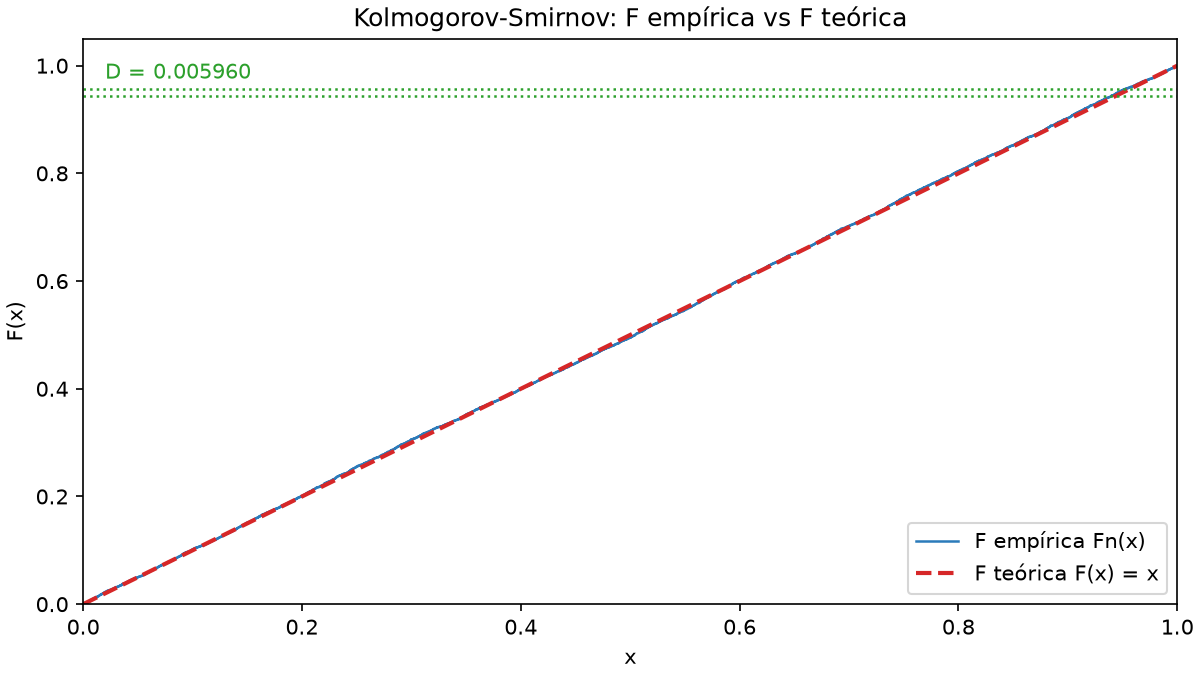 Kolmogorov-Smirnov: F empírica vs F teórica
D = 0.005960
F(x)
1.0
0.8
0.6
0.4
0.2
0.0
0.0 0.2 0.4 0.6 0.8 1.0
x
F empírica Fn(x)
F teórica F(x) = x